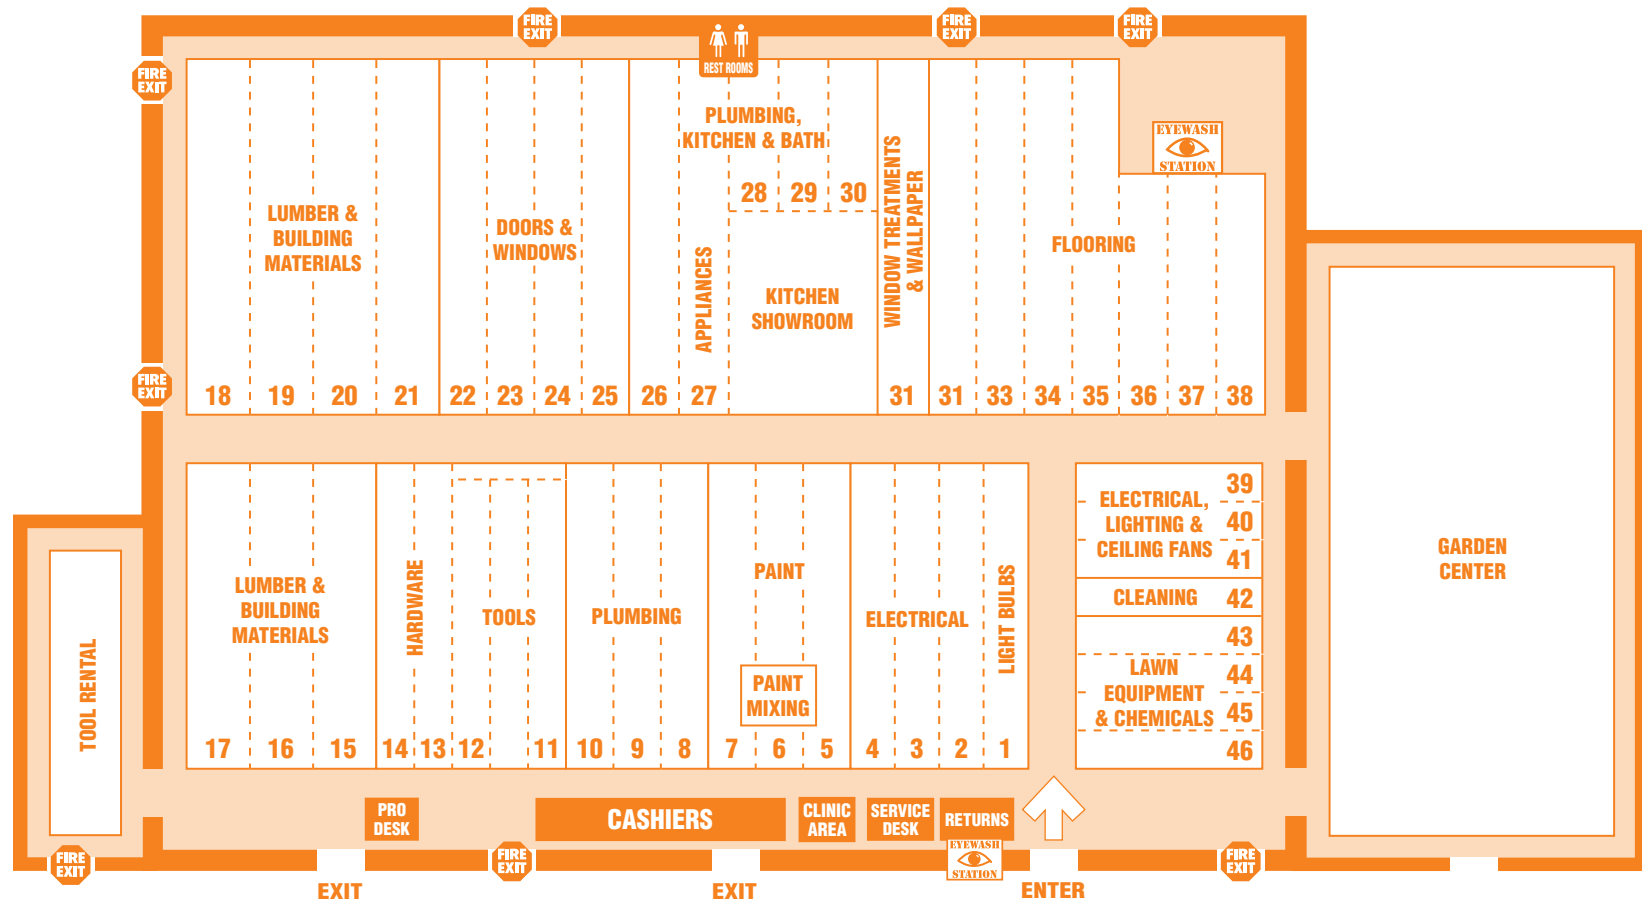 FIRE
EXIT
FIRE
EXIT
FIRE
EXIT
REST ROOMS
FIRE
EXIT
EYEWASH
STATION
PLUMBING,
KITCHEN & BATH
28 29 30
LUMBER &
BUILDING
MATERIALS
DOORS &
WINDOWS
APPLIANCES
KITCHEN
SHOWROOM
WINDOW TREATMENTS
& WALLPAPER
FLOORING
FIRE
EXIT
18 19 20 21 22 23 24 25 26 27 31 31 33 34 35 36 37 38
LUMBER &
BUILDING
MATERIALS
HARDWARE
TOOLS
PLUMBING
PAINT
PAINT
MIXING
ELECTRICAL
LIGHT BULBS
17 16 15 14 13 12 11 10 9 8 7 6 5 4 3 2 1
ELECTRICAL,
LIGHTING &
CEILING FANS
39
40
41
CLEANING 42
LAWN
EQUIPMENT
& CHEMICALS
43
44
45
46
GARDEN
CENTER
TOOL RENTAL
PRO
DESK
CASHIERS
CLINIC
AREA
SERVICE
DESK
RETURNS
EYEWASH
STATION
FIRE
EXIT
FIRE
EXIT
FIRE
EXIT
EXIT
EXIT
ENTER